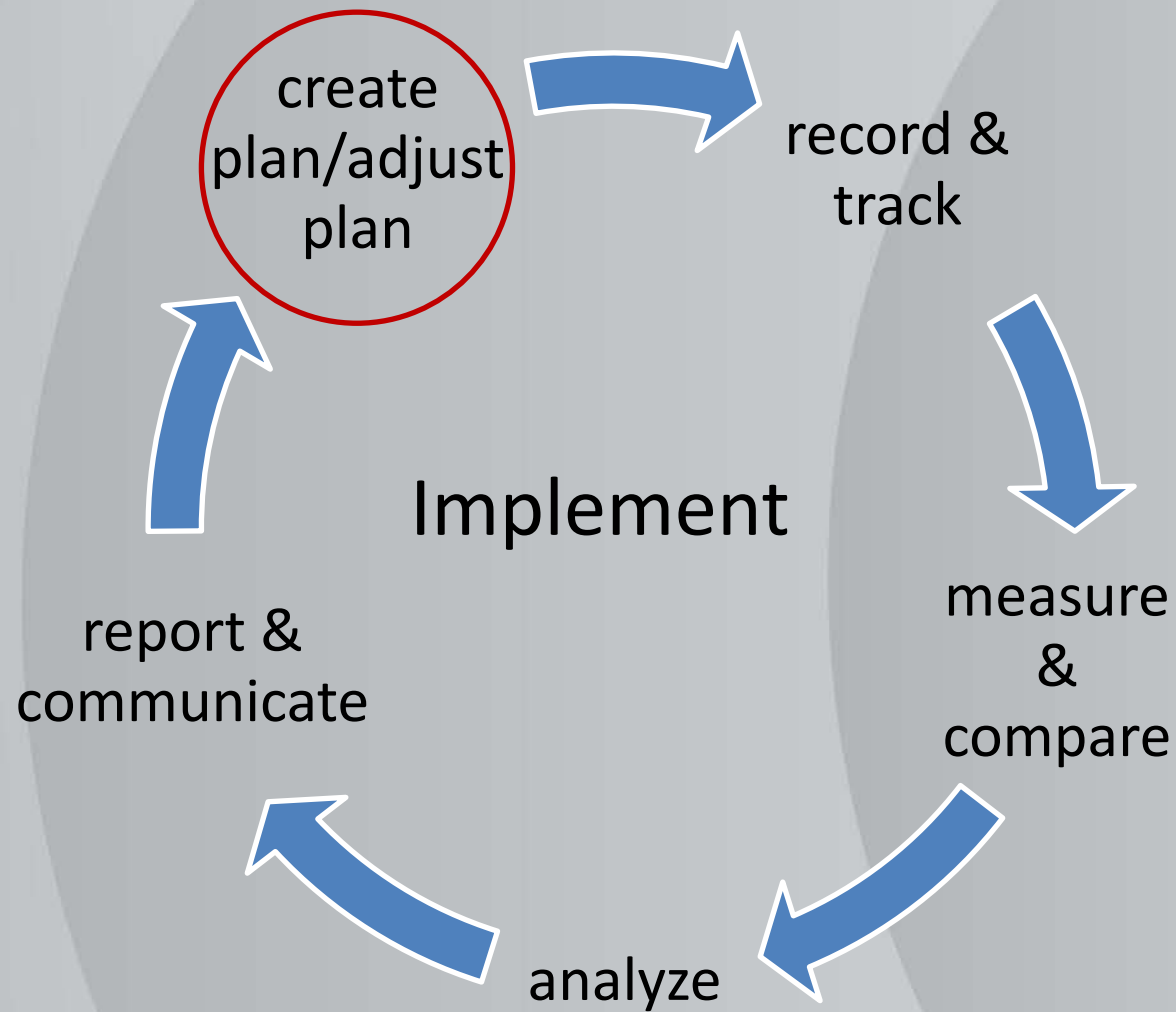 create
plan/adjust
plan
record &
track
Implement
measure
&
compare
report &
communicate
analyze